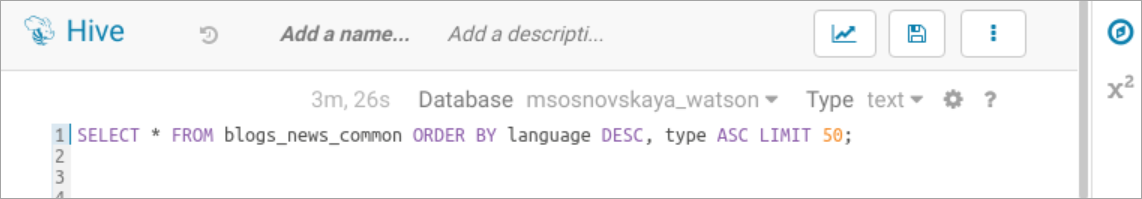 Hive Add a name... Add a descripti...
3m, 26s Database msosnovskaya_watson Type text ?
x²
1 SELECT * FROM blogs_news_common ORDER BY language DESC, type ASC LIMIT 50;
2
3
4